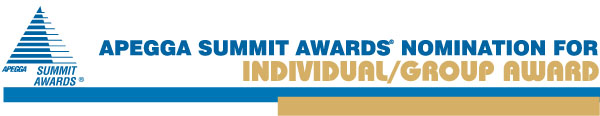 APEGGA SUMMIT AWARDS® NOMINATION FOR
INDIVIDUAL/GROUP AWARD
APEGGA SUMMIT
AWARDS®